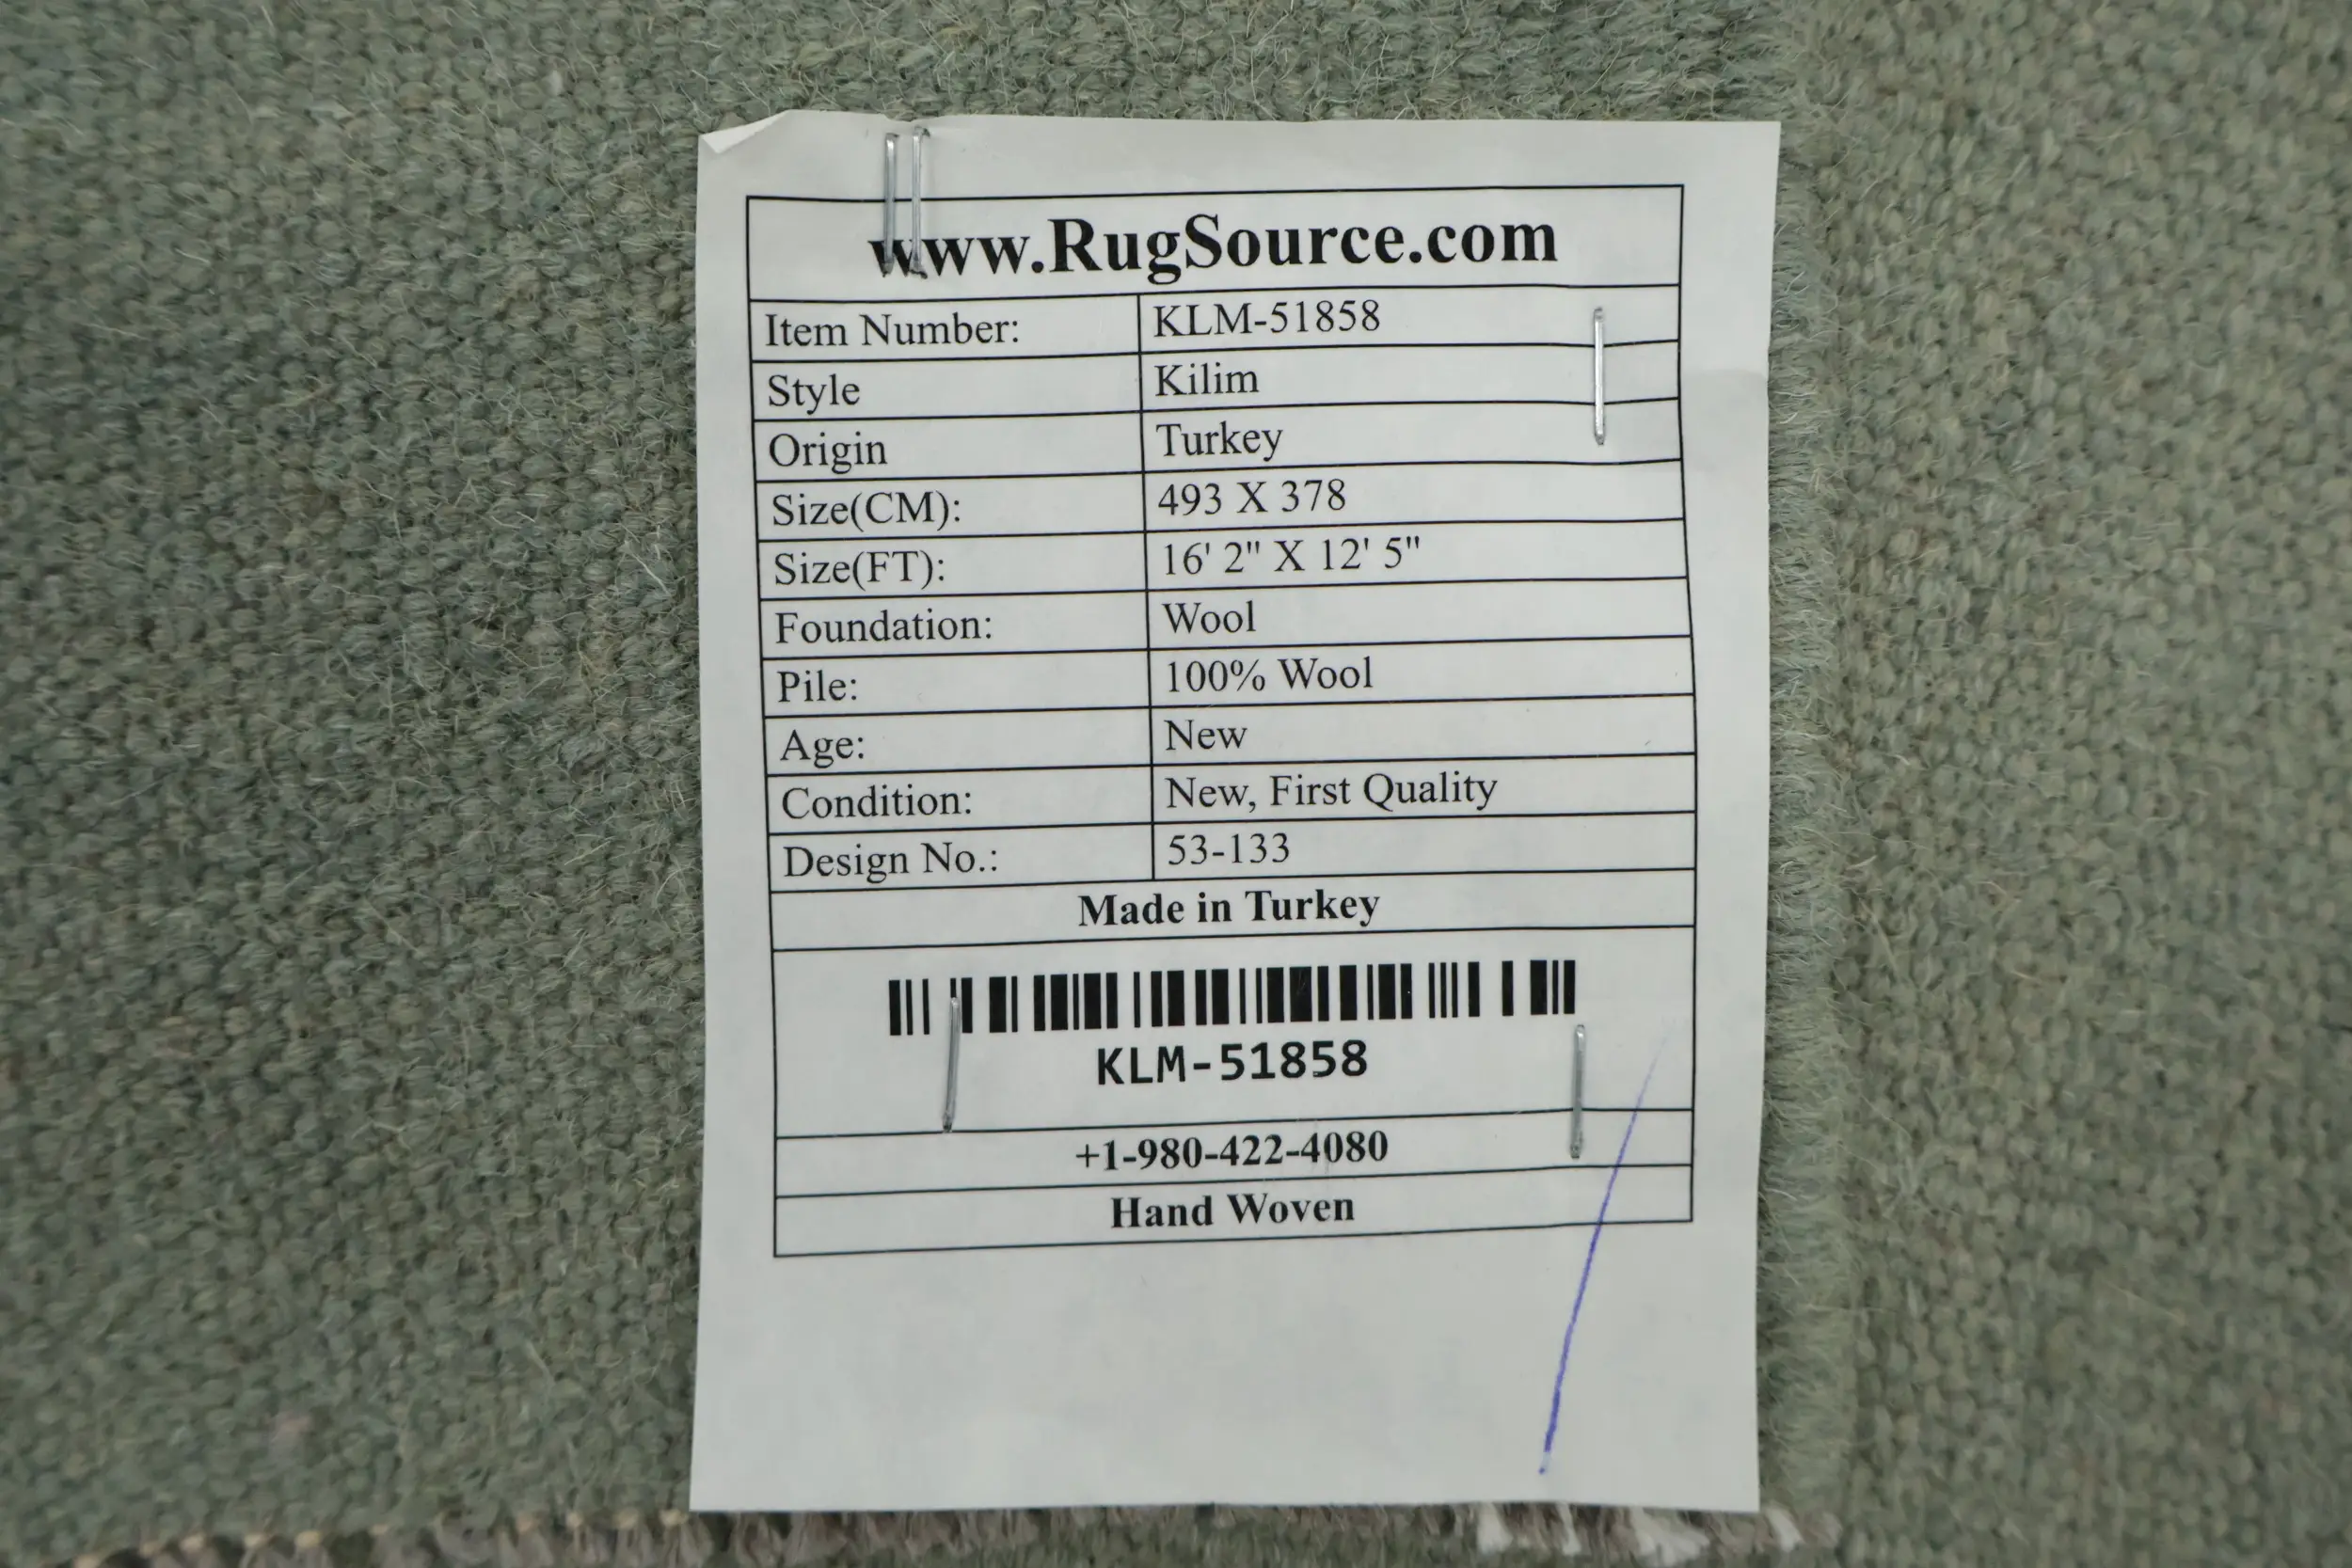 www.RugSource.com
Item Number: KLM-51858
Style Kilim
Origin Turkey
Size(CM): 493 X 378
Size(FT): 16' 2" X 12' 5"
Foundation: Wool
Pile: 100% Wool
Age: New
Condition: New, First Quality
Design No.: 53-133
Made in Turkey
KLM-51858
+1-980-422-4080
Hand Woven